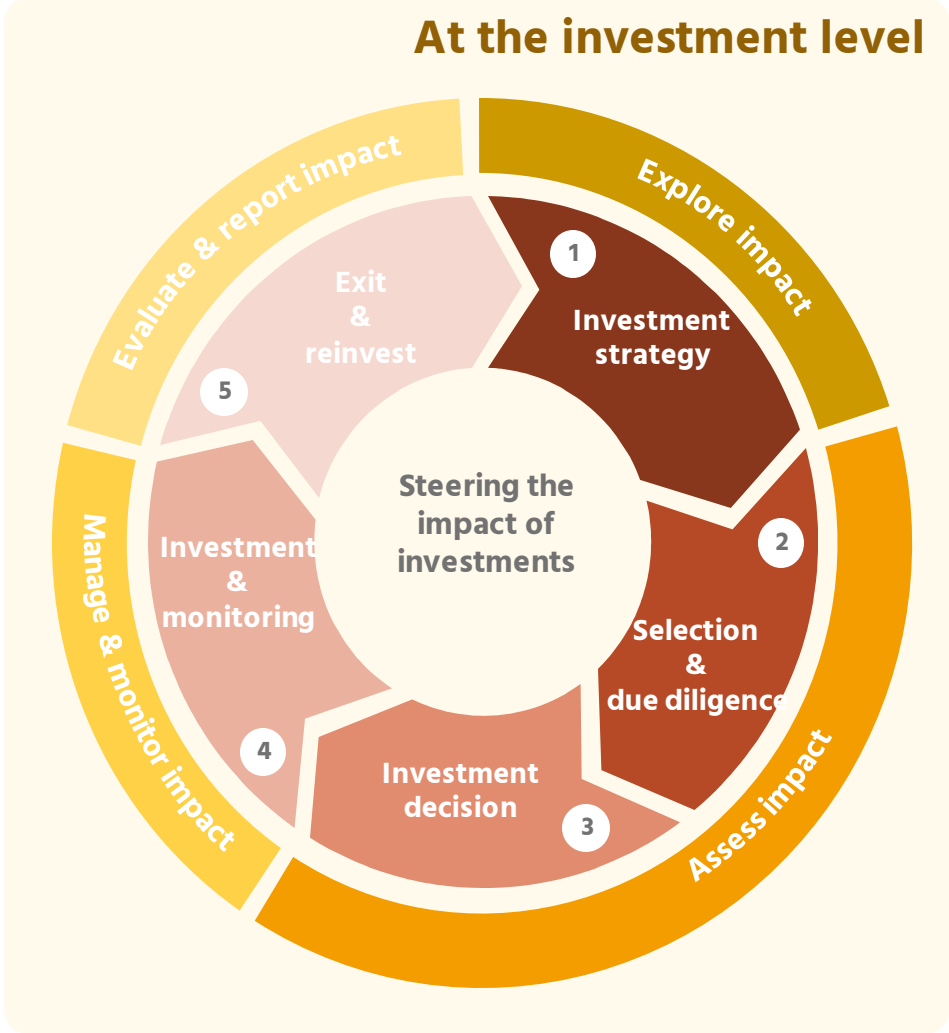 At the investment level
Explore impact
1
Investment
strategy
2
Selection
&
due diligence
Assess impact
3
Investment
decision
4
Investment
&
monitoring
Manage & monitor impact
5
Exit
&
reinvest
Evaluate & report impact
Steering the
impact of
investments